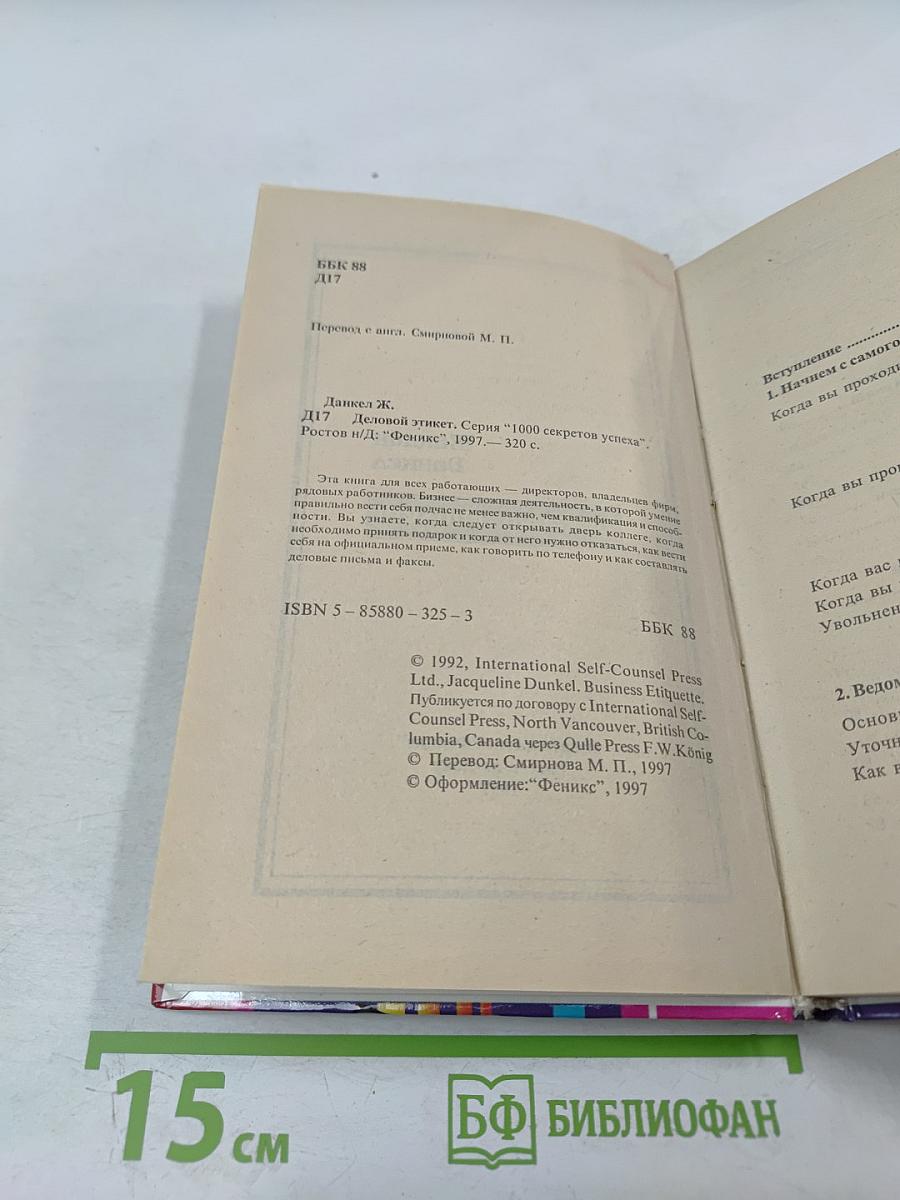 ББК 88
Д17
Перевод с англ. Смирновой М. П.
Данкел Ж.
Д17 Деловой этикет. Серия “1000 секретов успеха”.
Ростов н/Д: “Феникс”, 1997.— 320 с.
Эта книга для всех работающих — директоров, владельцев фирм,
рядовых работников. Бизнес — сложная деятельность, в которой умение
правильно вести себя подчас не менее важно, чем квалификация и способ-
ности. Вы узнаете, когда следует открывать дверь коллеге, когда
необходимо принять подарок и когда от него нужно отказаться, как вести
себя на официальном приеме, как говорить по телефону и как составлять
деловые письма и факсы.
ISBN 5 – 85880 – 325 – 3
ББК 88
© 1992, International Self-Counsel Press
Ltd., Jacqueline Dunkel. Business Etiquette.
Публикуется по договору с International Self-
Counsel Press, North Vancouver, British Co-
lumbia, Canada через Qulle Press F.W.König
© Перевод: Смирнова М. П., 1997
© Оформление:“Феникс”, 1997
Вступление ............
1. Начнем с самого
Когда вы проходи
Когда вы про
Когда вас
Когда вы
Увольнен
2. Ведом
Основ
Уточн
Как в
15 см
БФ БИБЛИОФАН